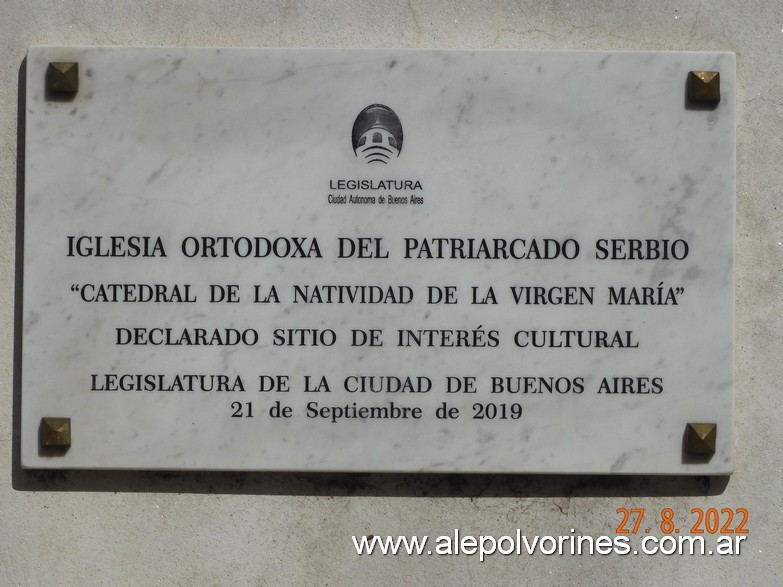 LEGISLATURA
Ciudad Autonoma de Buenos Aires
IGLESIA ORTODOXA DEL PATRIARCADO SERBIO
“CATEDRAL DE LA NATIVIDAD DE LA VIRGEN MARÍA”
DECLARADO SITIO DE INTERÉS CULTURAL
LEGISLATURA DE LA CIUDAD DE BUENOS AIRES
21 de Septiembre de 2019
27. 8. 2022
www.alepolvorines.com.ar